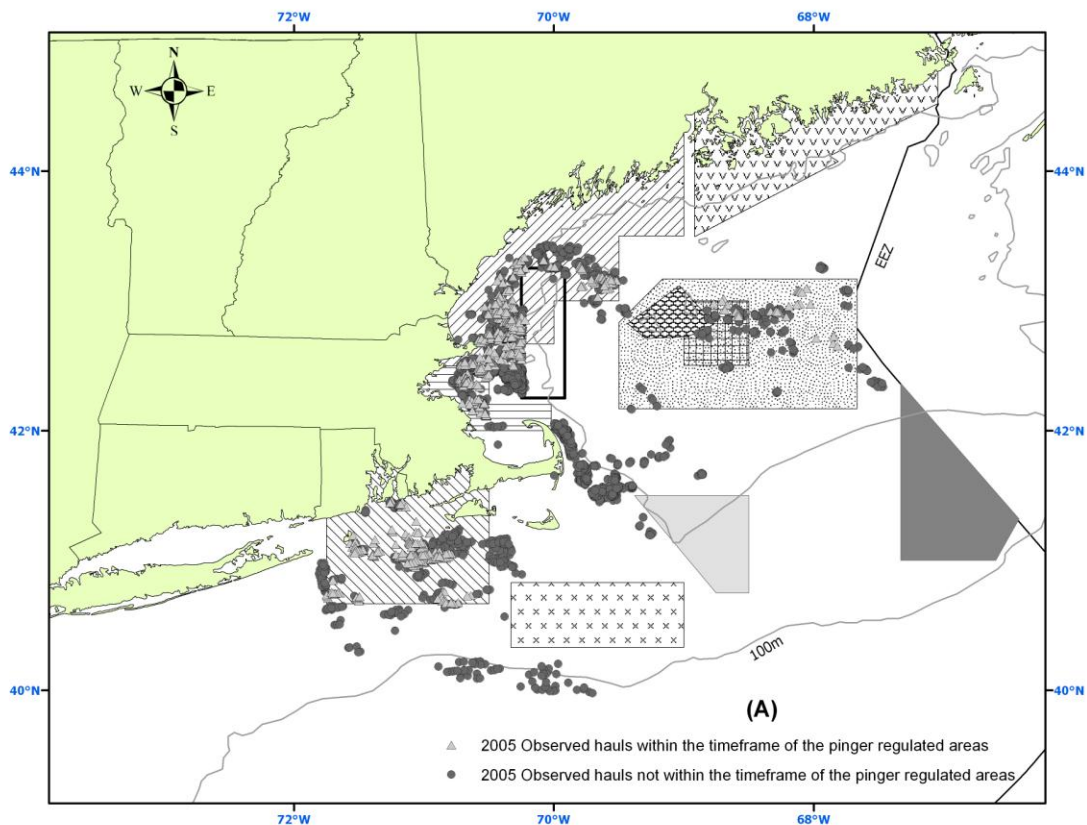 72°W 70°W 68°W
N
W E
S
44°N 44°N
EEZ
42°N 42°N
100m
40°N 40°N
(A)
2005 Observed hauls within the timeframe of the pinger regulated areas
2005 Observed hauls not within the timeframe of the pinger regulated areas
72°W 70°W 68°W